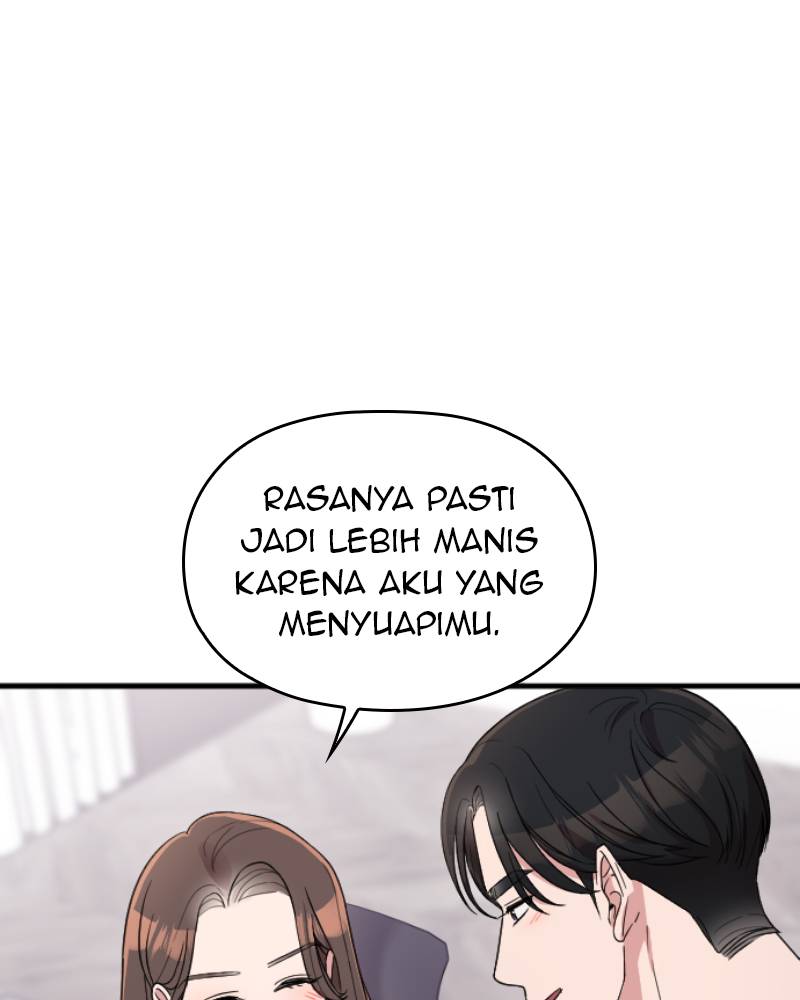 RASANYA PASTI
JADI LEBIH MANIS
KARENA AKU YANG
MENYUAPIMU.